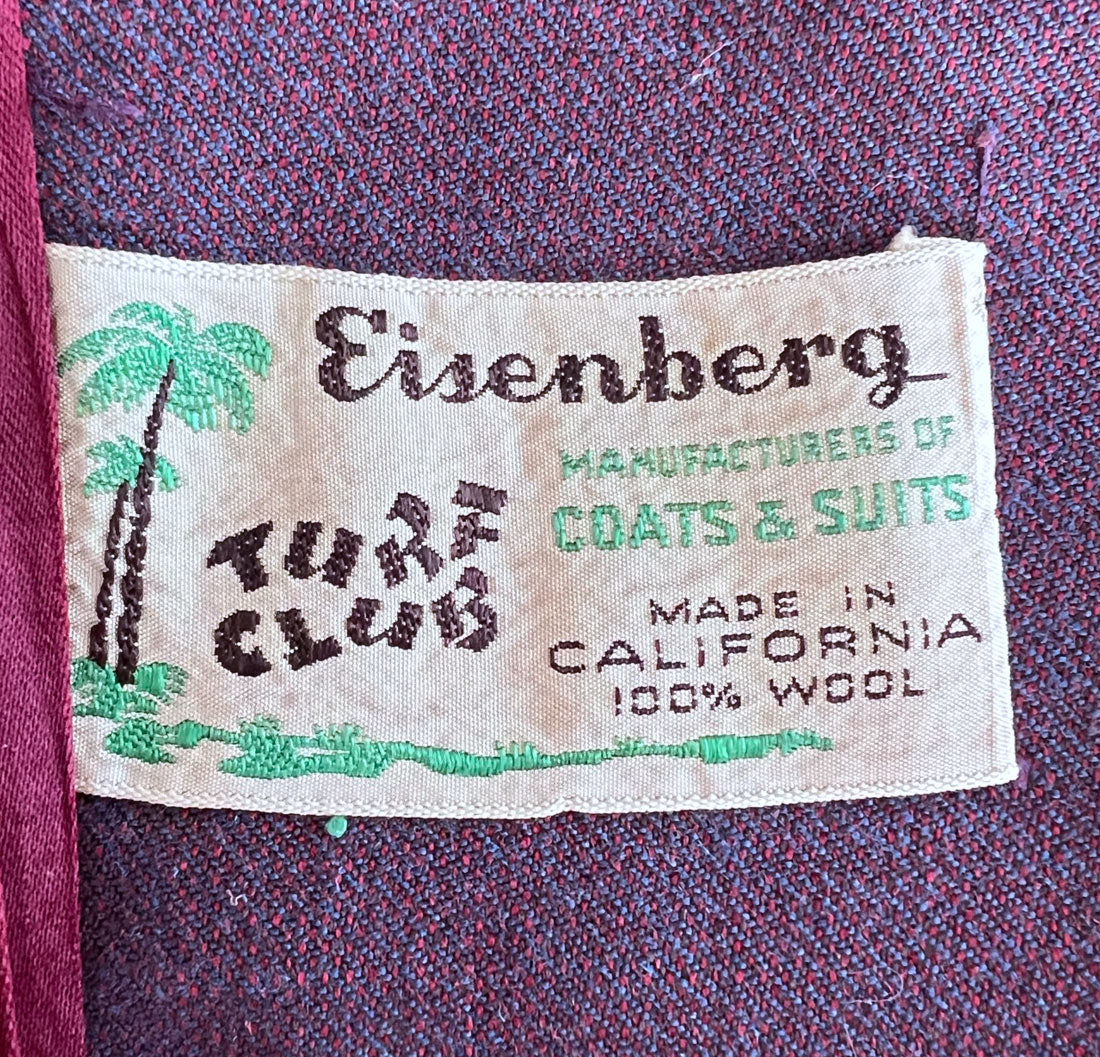 Eisenberg
MANUFACTURERS OF
COATS & SUITS
TURF
CLUB
MADE IN
CALIFORNIA
100% WOOL